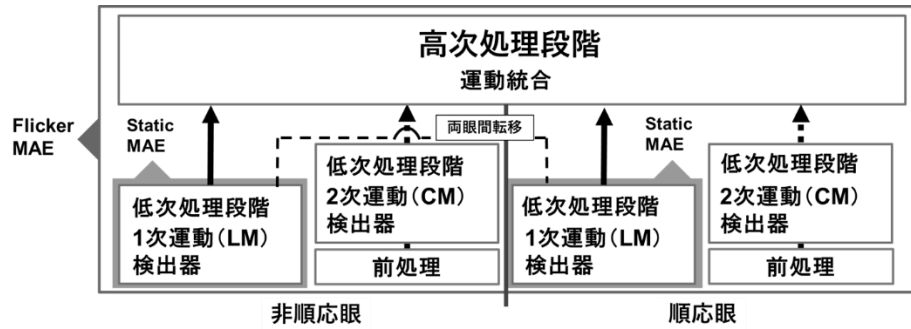 高次処理段階
運動統合
Flicker
MAE
Static
MAE
両眼間転移
Static
MAE
低次処理段階
1次運動(LM)
検出器
低次処理段階
2次運動(CM)
検出器
前処理
低次処理段階
1次運動(LM)
検出器
低次処理段階
2次運動(CM)
検出器
前処理
非順応眼
順応眼